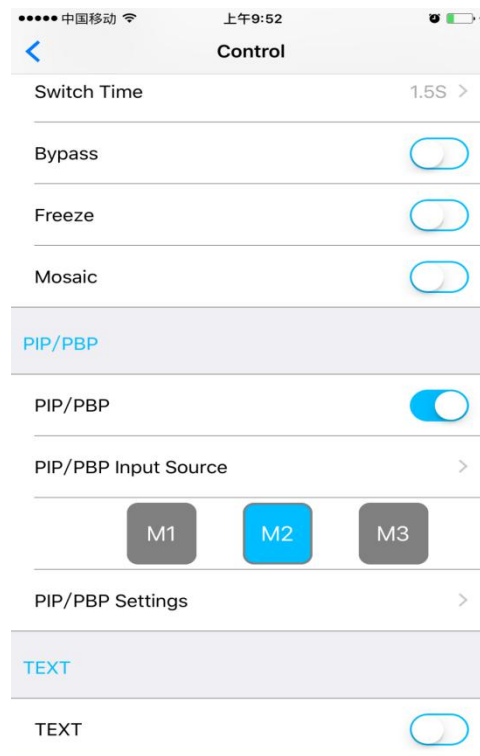 中国移动 上午9:52
Control
Switch Time 1.5S >
Bypass
Freeze
Mosaic
PIP/PBP
PIP/PBP
PIP/PBP Input Source >
M1 M2 M3
PIP/PBP Settings >
TEXT
TEXT